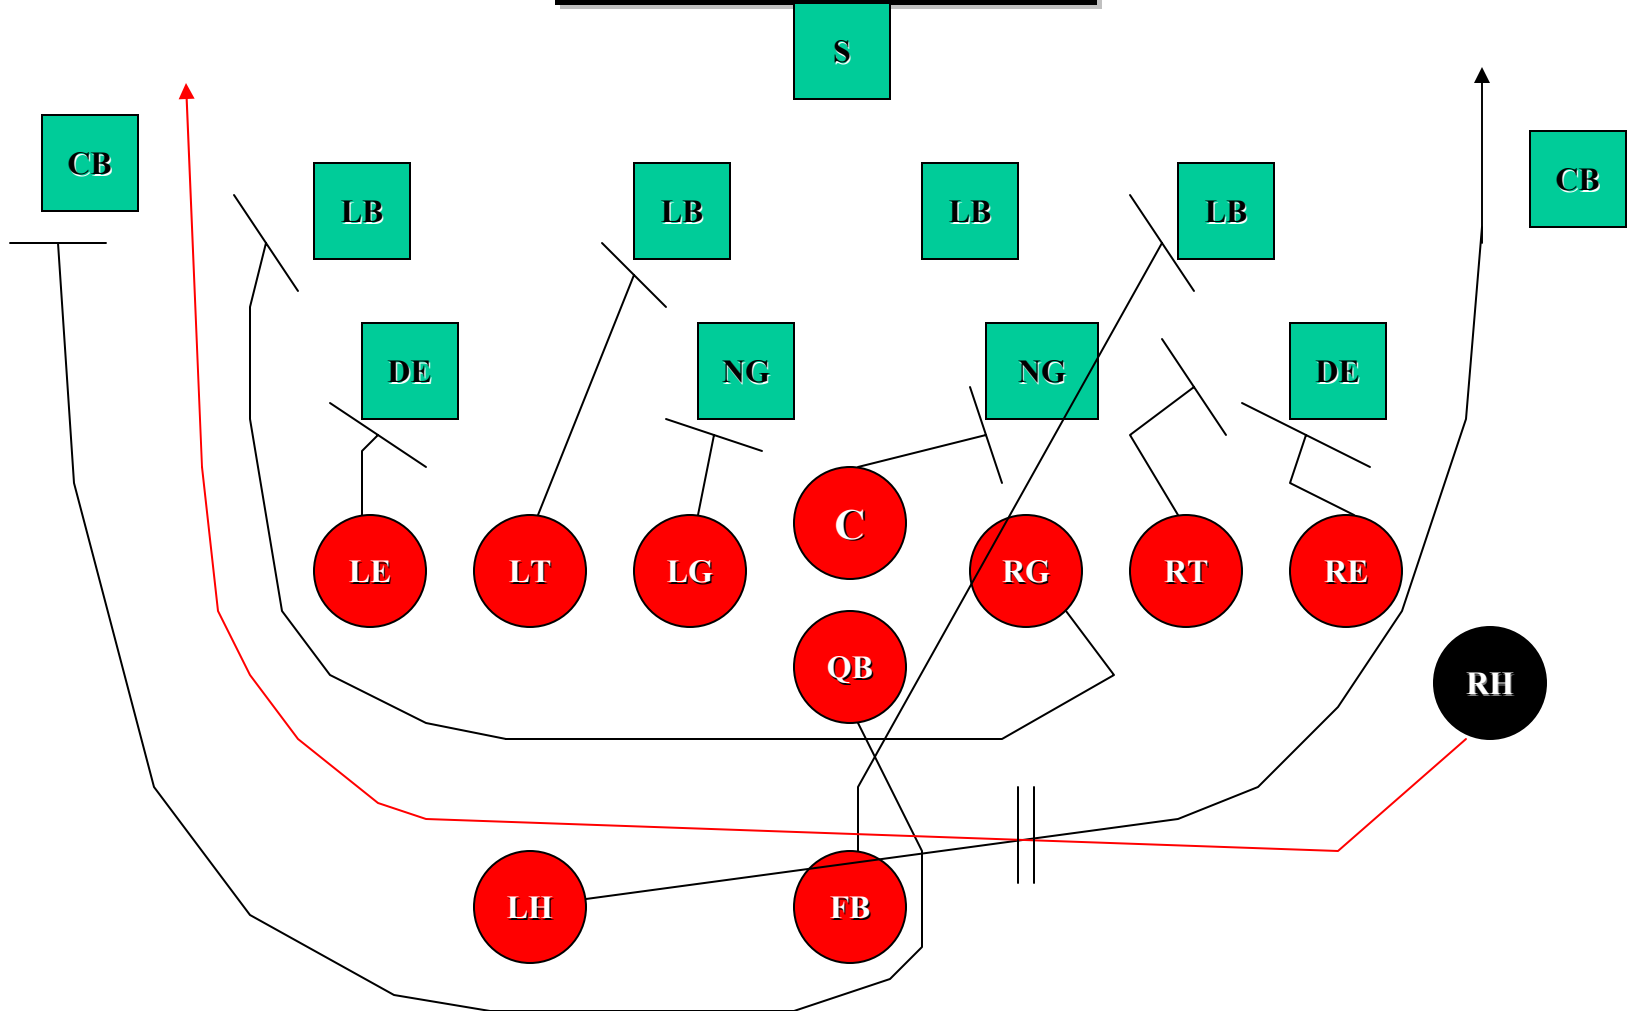 S
CB
CB
LB
LB
LB
LB
DE
NG
NG
DE
C
LE
LT
LG
RG
RT
RE
QB
RH
LH
FB